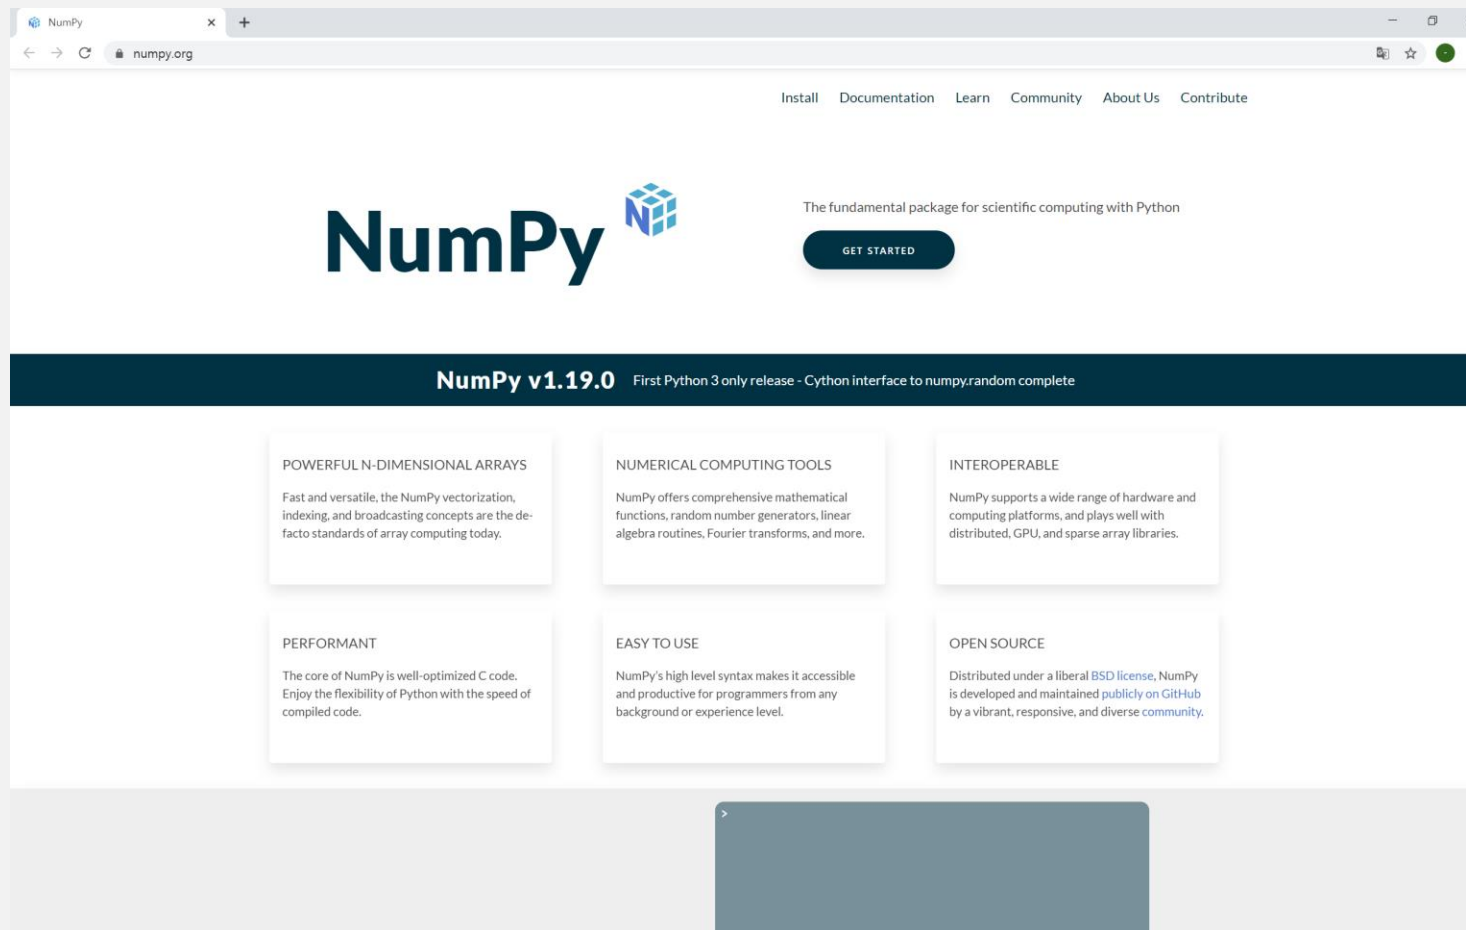 NumPy
numpy.org
Install Documentation Learn Community About Us Contribute
NumPy
The fundamental package for scientific computing with Python
GET STARTED
NumPy v1.19.0 First Python 3 only release - Cython interface to numpy.random complete
POWERFUL N-DIMENSIONAL ARRAYS
Fast and versatile, the NumPy vectorization,
indexing, and broadcasting concepts are the de-
facto standards of array computing today.
NUMERICAL COMPUTING TOOLS
NumPy offers comprehensive mathematical
functions, random number generators, linear
algebra routines, Fourier transforms, and more.
INTEROPERABLE
NumPy supports a wide range of hardware and
computing platforms, and plays well with
distributed, GPU, and sparse array libraries.
PERFORMANT
The core of NumPy is well-optimized C code.
Enjoy the flexibility of Python with the speed of
compiled code.
EASY TO USE
NumPy's high level syntax makes it accessible
and productive for programmers from any
background or experience level.
OPEN SOURCE
Distributed under a liberal BSD license, NumPy
is developed and maintained publicly on GitHub
by a vibrant, responsive, and diverse community.
>